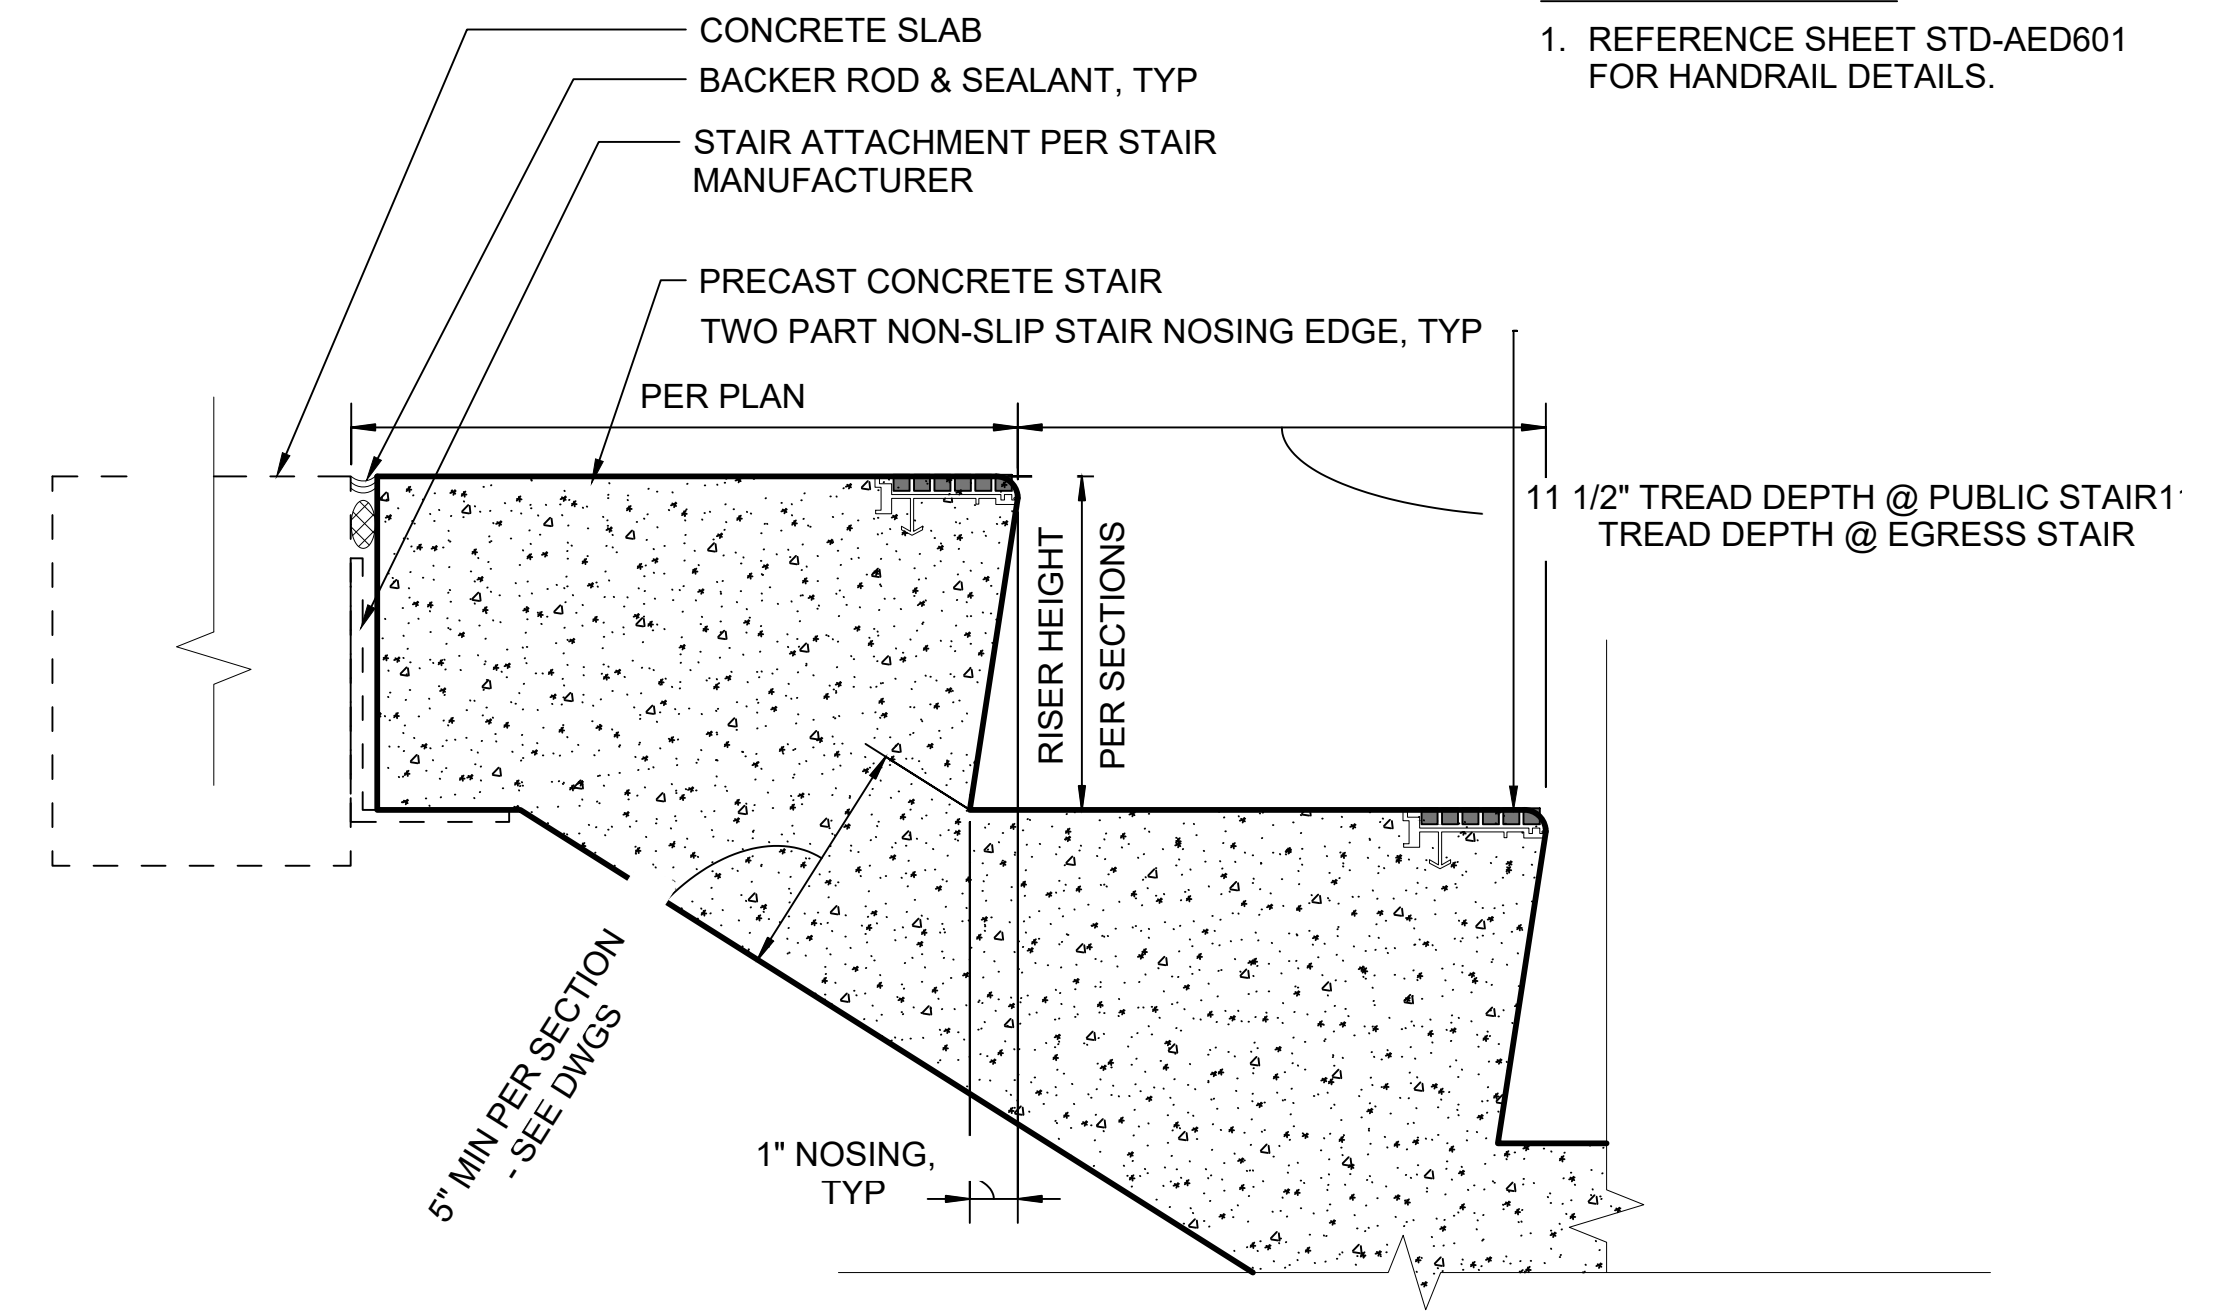 CONCRETE SLAB
BACKER ROD & SEALANT, TYP
STAIR ATTACHMENT PER STAIR
MANUFACTURER
PRECAST CONCRETE STAIR
TWO PART NON-SLIP STAIR NOSING EDGE, TYP
1. REFERENCE SHEET STD-AED601
FOR HANDRAIL DETAILS.
PER PLAN
11 1/2" TREAD DEPTH @ PUBLIC STAIR
TREAD DEPTH @ EGRESS STAIR
RISER HEIGHT
PER SECTIONS
5" MIN PER SECTION
- SEE DWGS
1" NOSING,
TYP